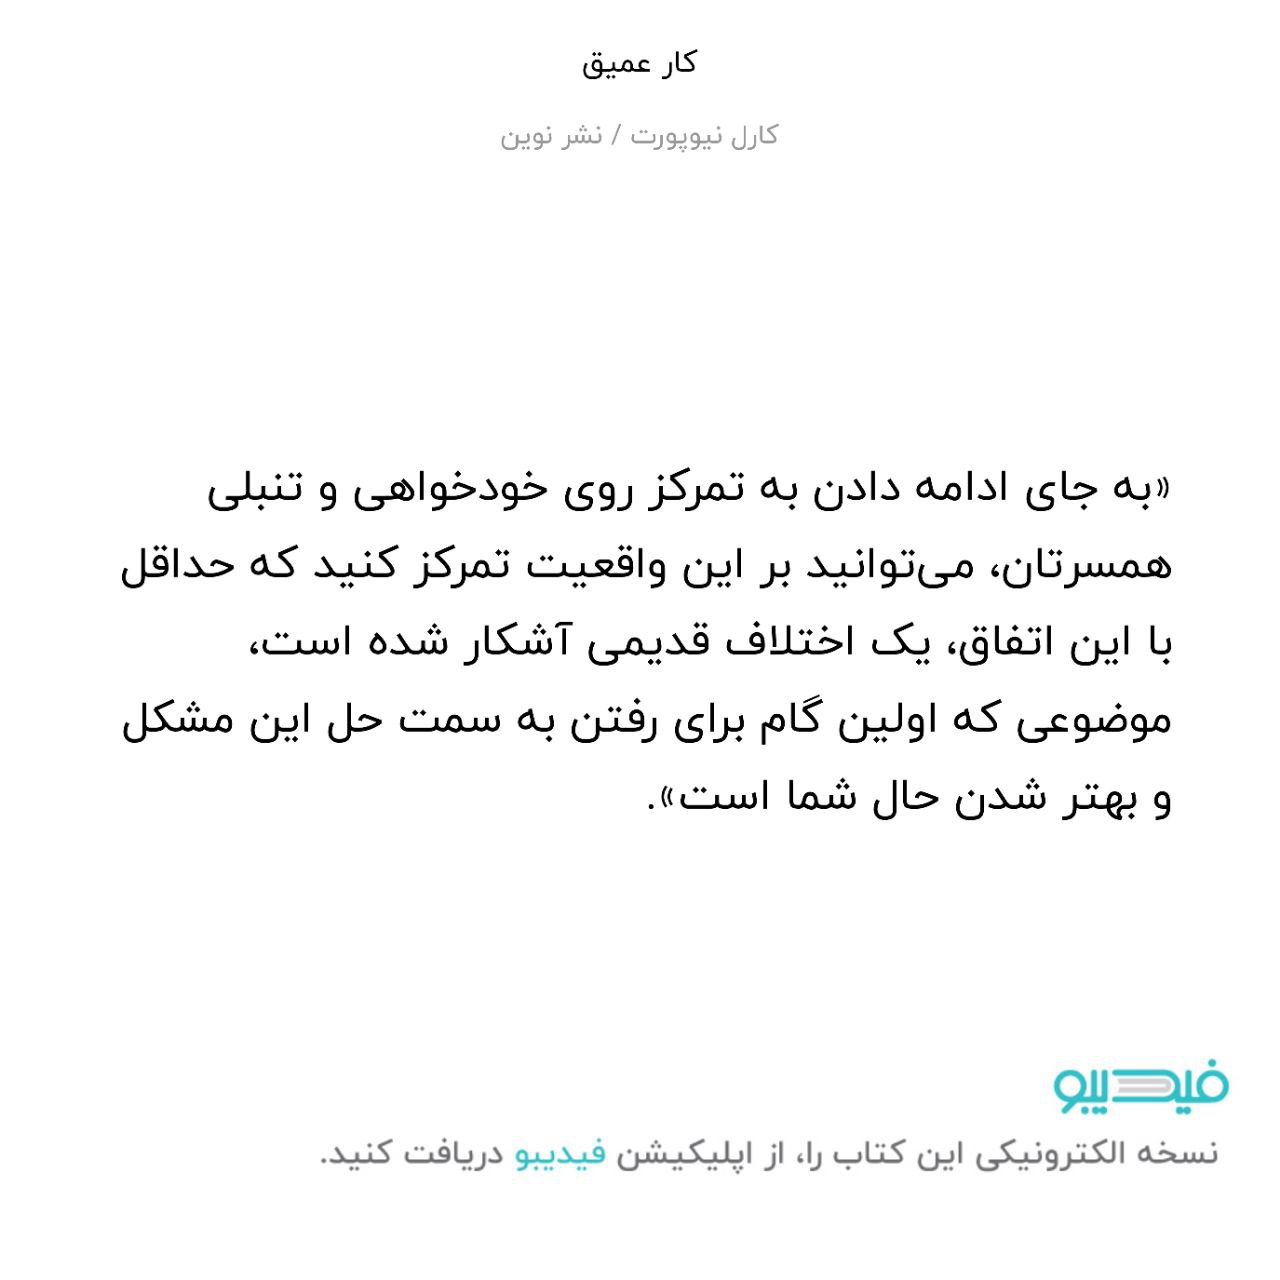 کار عمیق
کارل نیوپورت / نشر نوین
«به جای ادامه دادن به تمرکز روی خودخواهی و تنبلی
همسرتان، می‌توانید بر این واقعیت تمرکز کنید که حداقل
با این اتفاق، یک اختلاف قدیمی آشکار شده است،
موضوعی که اولین گام برای رفتن به سمت حل این مشکل
و بهتر شدن حال شما است».
فیدیبو
نسخه الکترونیکی این کتاب را، از اپلیکیشن فیدیبو دریافت کنید.